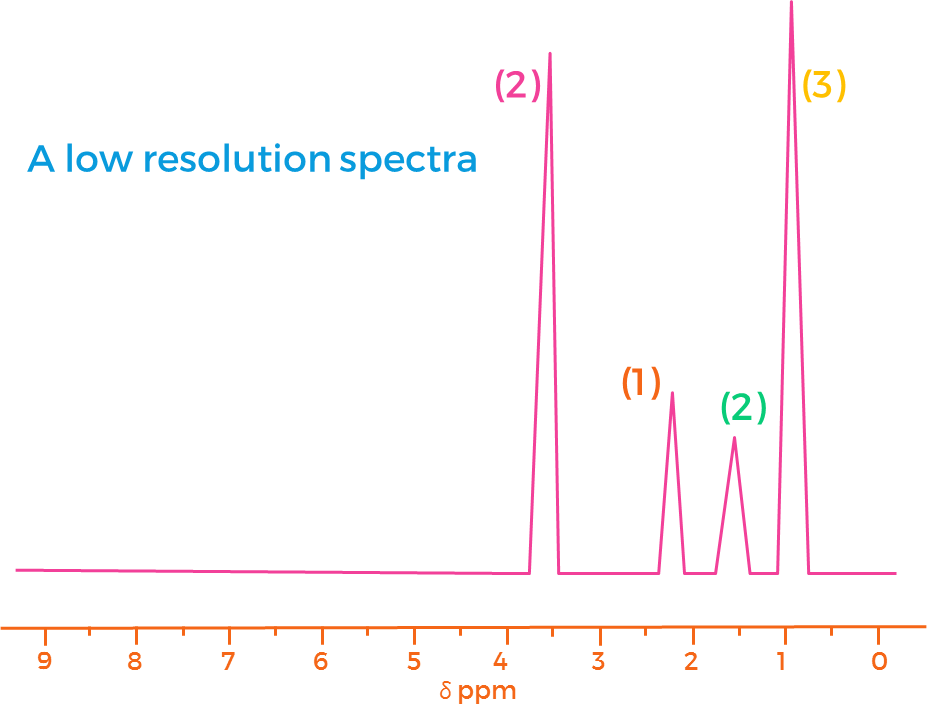 (2)
(3)
A low resolution spectra
(1)
(2)
9 8 7 6 5 4 3 2 1 0
δ ppm